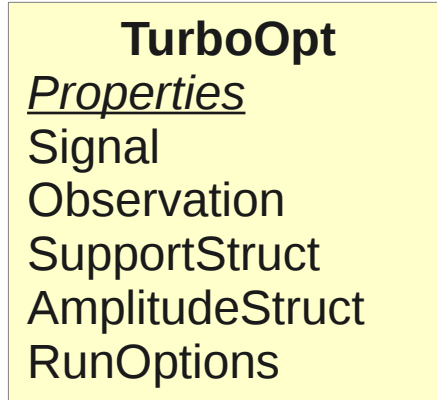 TurboOpt
Properties
Signal
Observation
SupportStruct
AmplitudeStruct
RunOptions